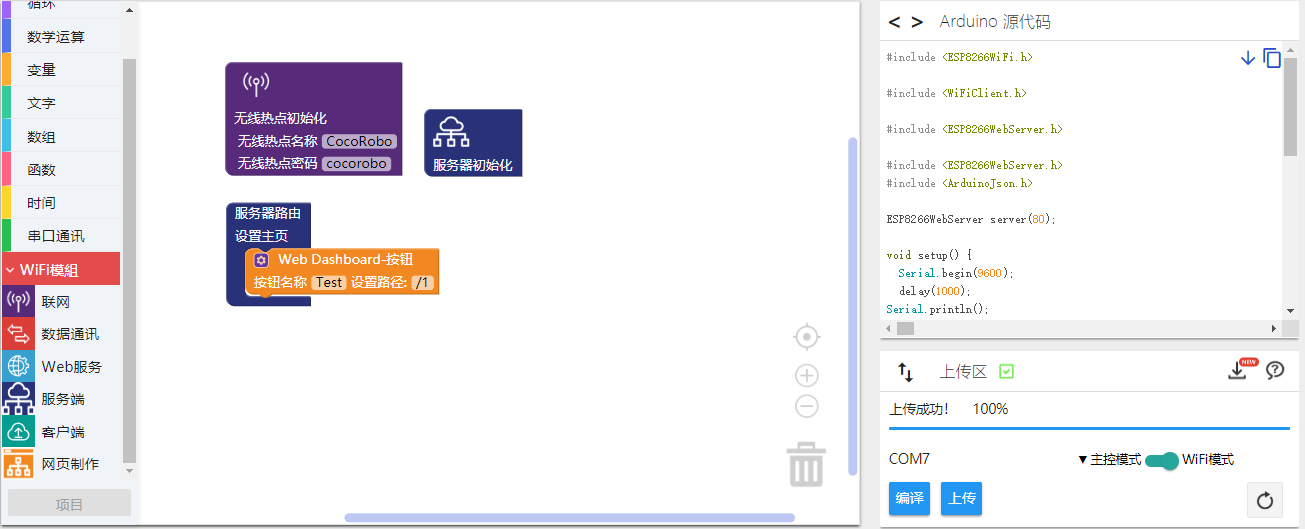 循环
数学运算
变量
文字
数组
函数
时间
串口通讯
WiFi模組
联网
数据通讯
Web服务
服务端
客户端
网页制作
项目
无线热点初始化
无线热点名称 CocoRobo
无线热点密码 cocorobo
服务器初始化
服务器路由
设置主页
Web Dashboard-按钮
按钮名称 Test 设置路径: /1
< > Arduino 源代码
#include <ESP8266WiFi.h>
#include <WiFiClient.h>
#include <ESP8266WebServer.h>
#include <ESP8266WebServer.h>
#include <ArduinoJson.h>
ESP8266WebServer server(80);
void setup() {
Serial.begin(9600);
delay(1000);
Serial.println();
上传区
NEW
上传成功! 100%
COM7
▼主控模式 WiFi模式
编译 上传